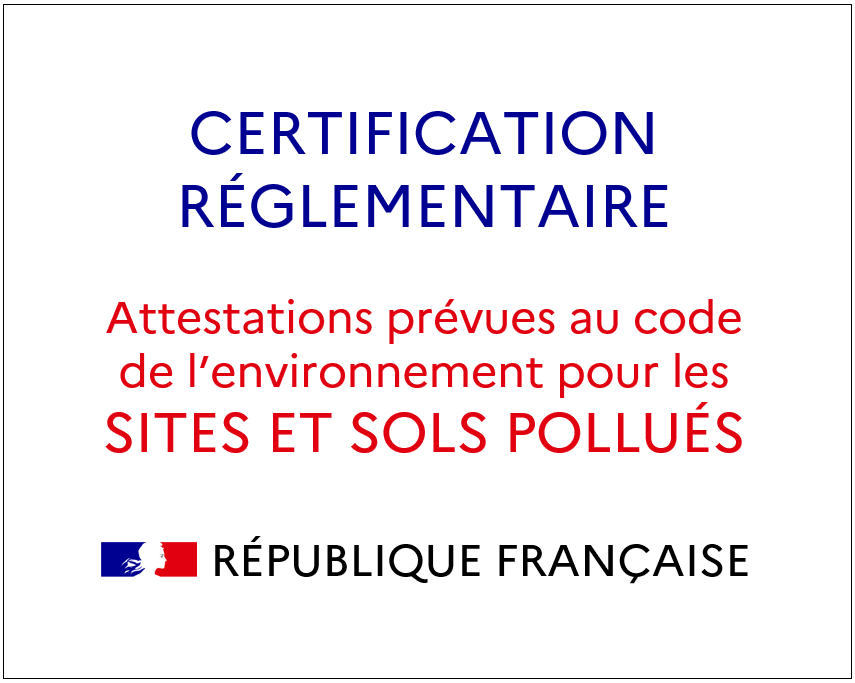 CERTIFICATION
RÉGLEMENTAIRE
Attestations prévues au code
de l’environnement pour les
SITES ET SOLS POLLUÉS
RÉPUBLIQUE FRANÇAISE